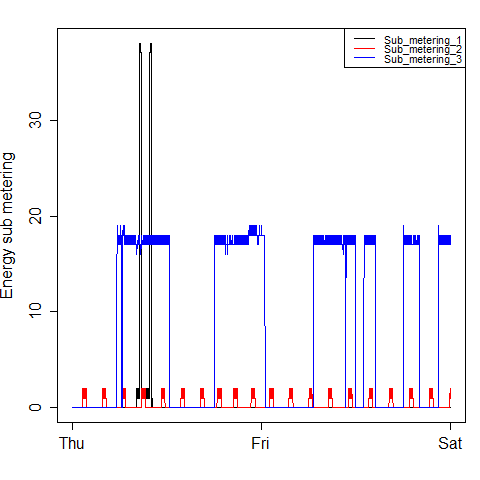 Sub_metering_1
Sub_metering_2
Sub_metering_3
Energy sub metering
30
20
10
0
Thu Fri Sat